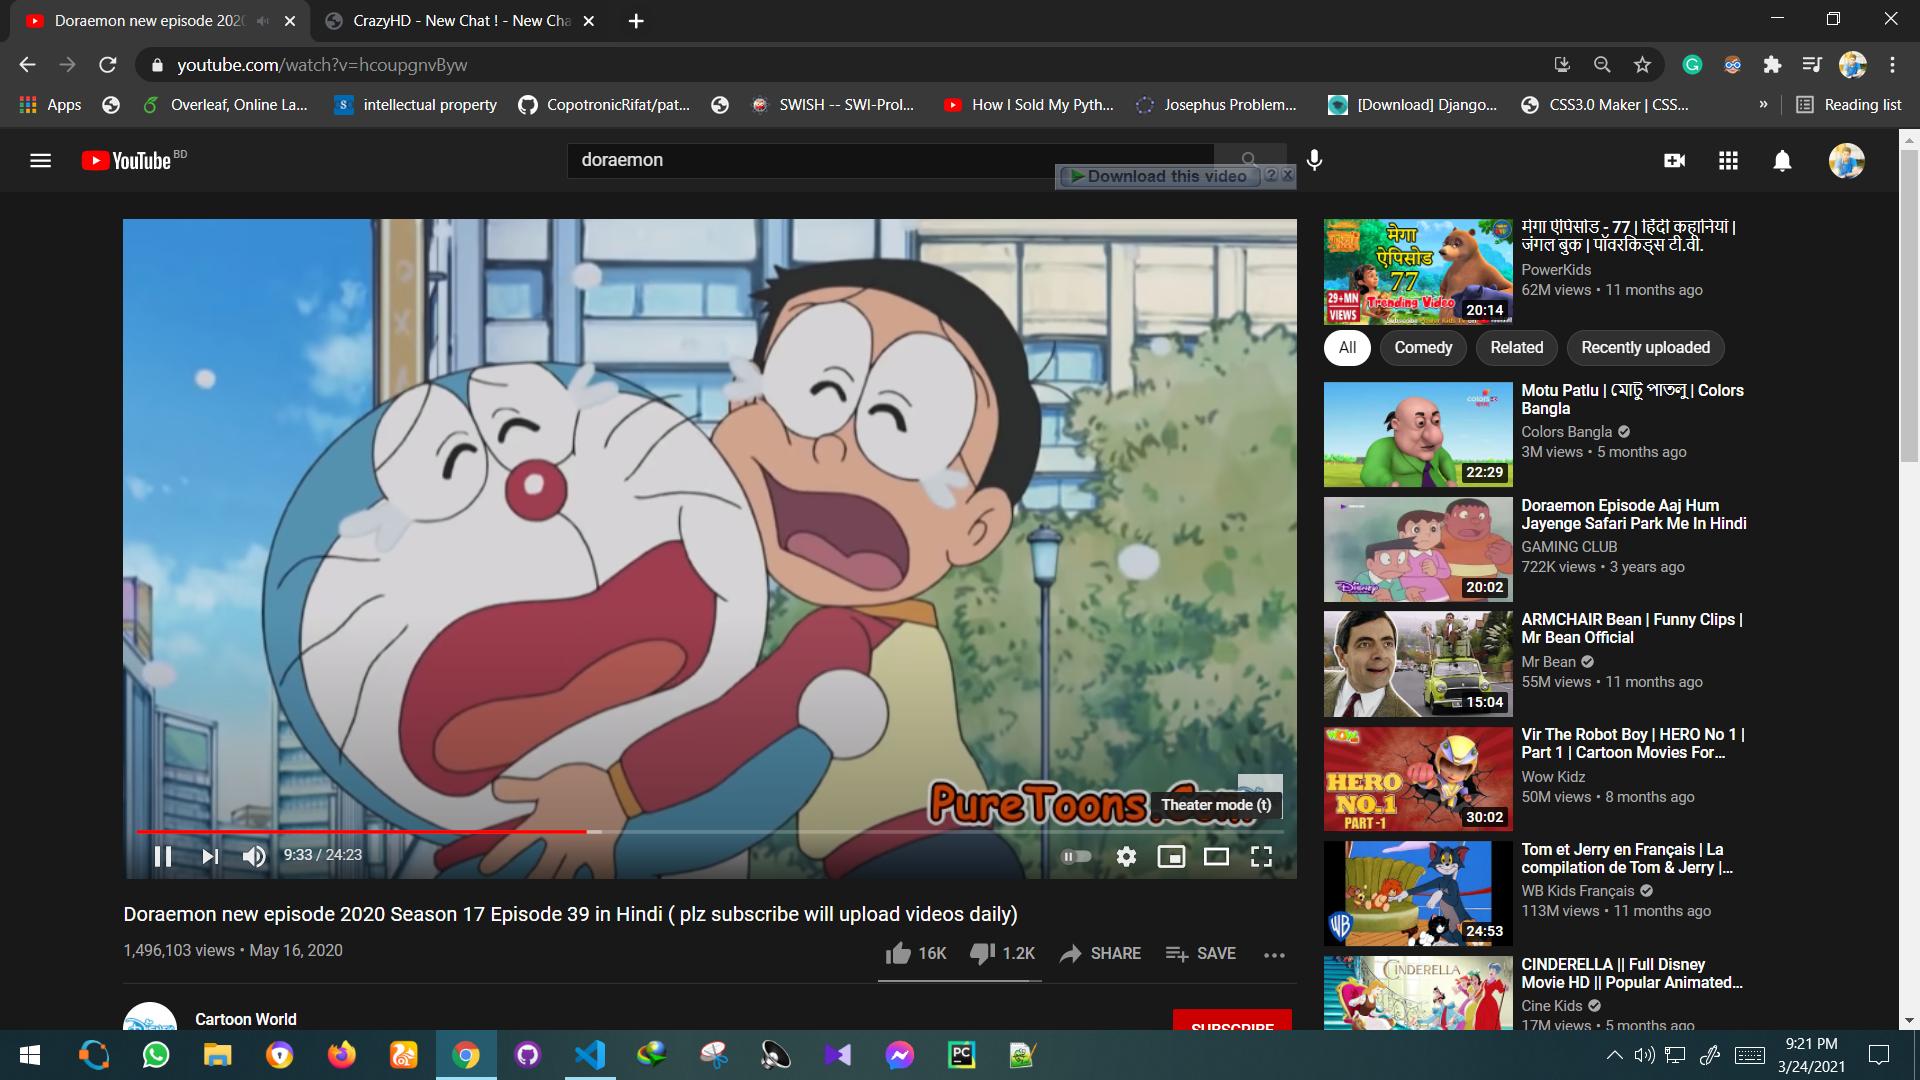 Doraemon new episode 2020
CrazyHD - New Chat ! - New Cha
youtube.com/watch?v=hcoupgnvByw
Apps
Overleaf, Online La...
intellectual property
CopotronicRifat/pat...
SWISH -- SWI-Prol...
How I Sold My Pyth...
Josephus Problem...
[Download] Django...
CSS3.0 Maker | CSS...
»
Reading list
YouTube BD
doraemon
Download this video ? X
मेगा
ऐपिसोड
77
29+MN
VIEWS
Trending Video
20:14
मेगा ऐपिसोड - 77 | हिंदी कहानियां |
जंगल बुक | पॉवरकिड्स टी.वी.
PowerKids
62M views • 11 months ago
All
Comedy
Related
Recently uploaded
22:29
Motu Patlu | মোটু পাতলু | Colors
Bangla
Colors Bangla
3M views • 5 months ago
20:02
Doraemon Episode Aaj Hum
Jayenge Safari Park Me In Hindi
GAMING CLUB
722K views • 3 years ago
15:04
ARMCHAIR Bean | Funny Clips |
Mr Bean Official
Mr Bean
55M views • 11 months ago
WOW
HERO
NO.1
PART -1
30:02
Vir The Robot Boy | HERO No 1 |
Part 1 | Cartoon Movies For...
Wow Kidz
50M views • 8 months ago
WB
24:53
Tom et Jerry en Français | La
compilation de Tom & Jerry |...
WB Kids Français
113M views • 11 months ago
CINDERELLA
CINDERELLA || Full Disney
Movie HD || Popular Animated...
Cine Kids
17M views • 5 months ago
PureToons.Com
Theater mode (t)
9:33 / 24:23
Doraemon new episode 2020 Season 17 Episode 39 in Hindi ( plz subscribe will upload videos daily)
1,496,103 views • May 16, 2020
16K
1.2K
SHARE
SAVE
Cartoon World
SUBSCRIBE
PC
9:21 PM
3/24/2021